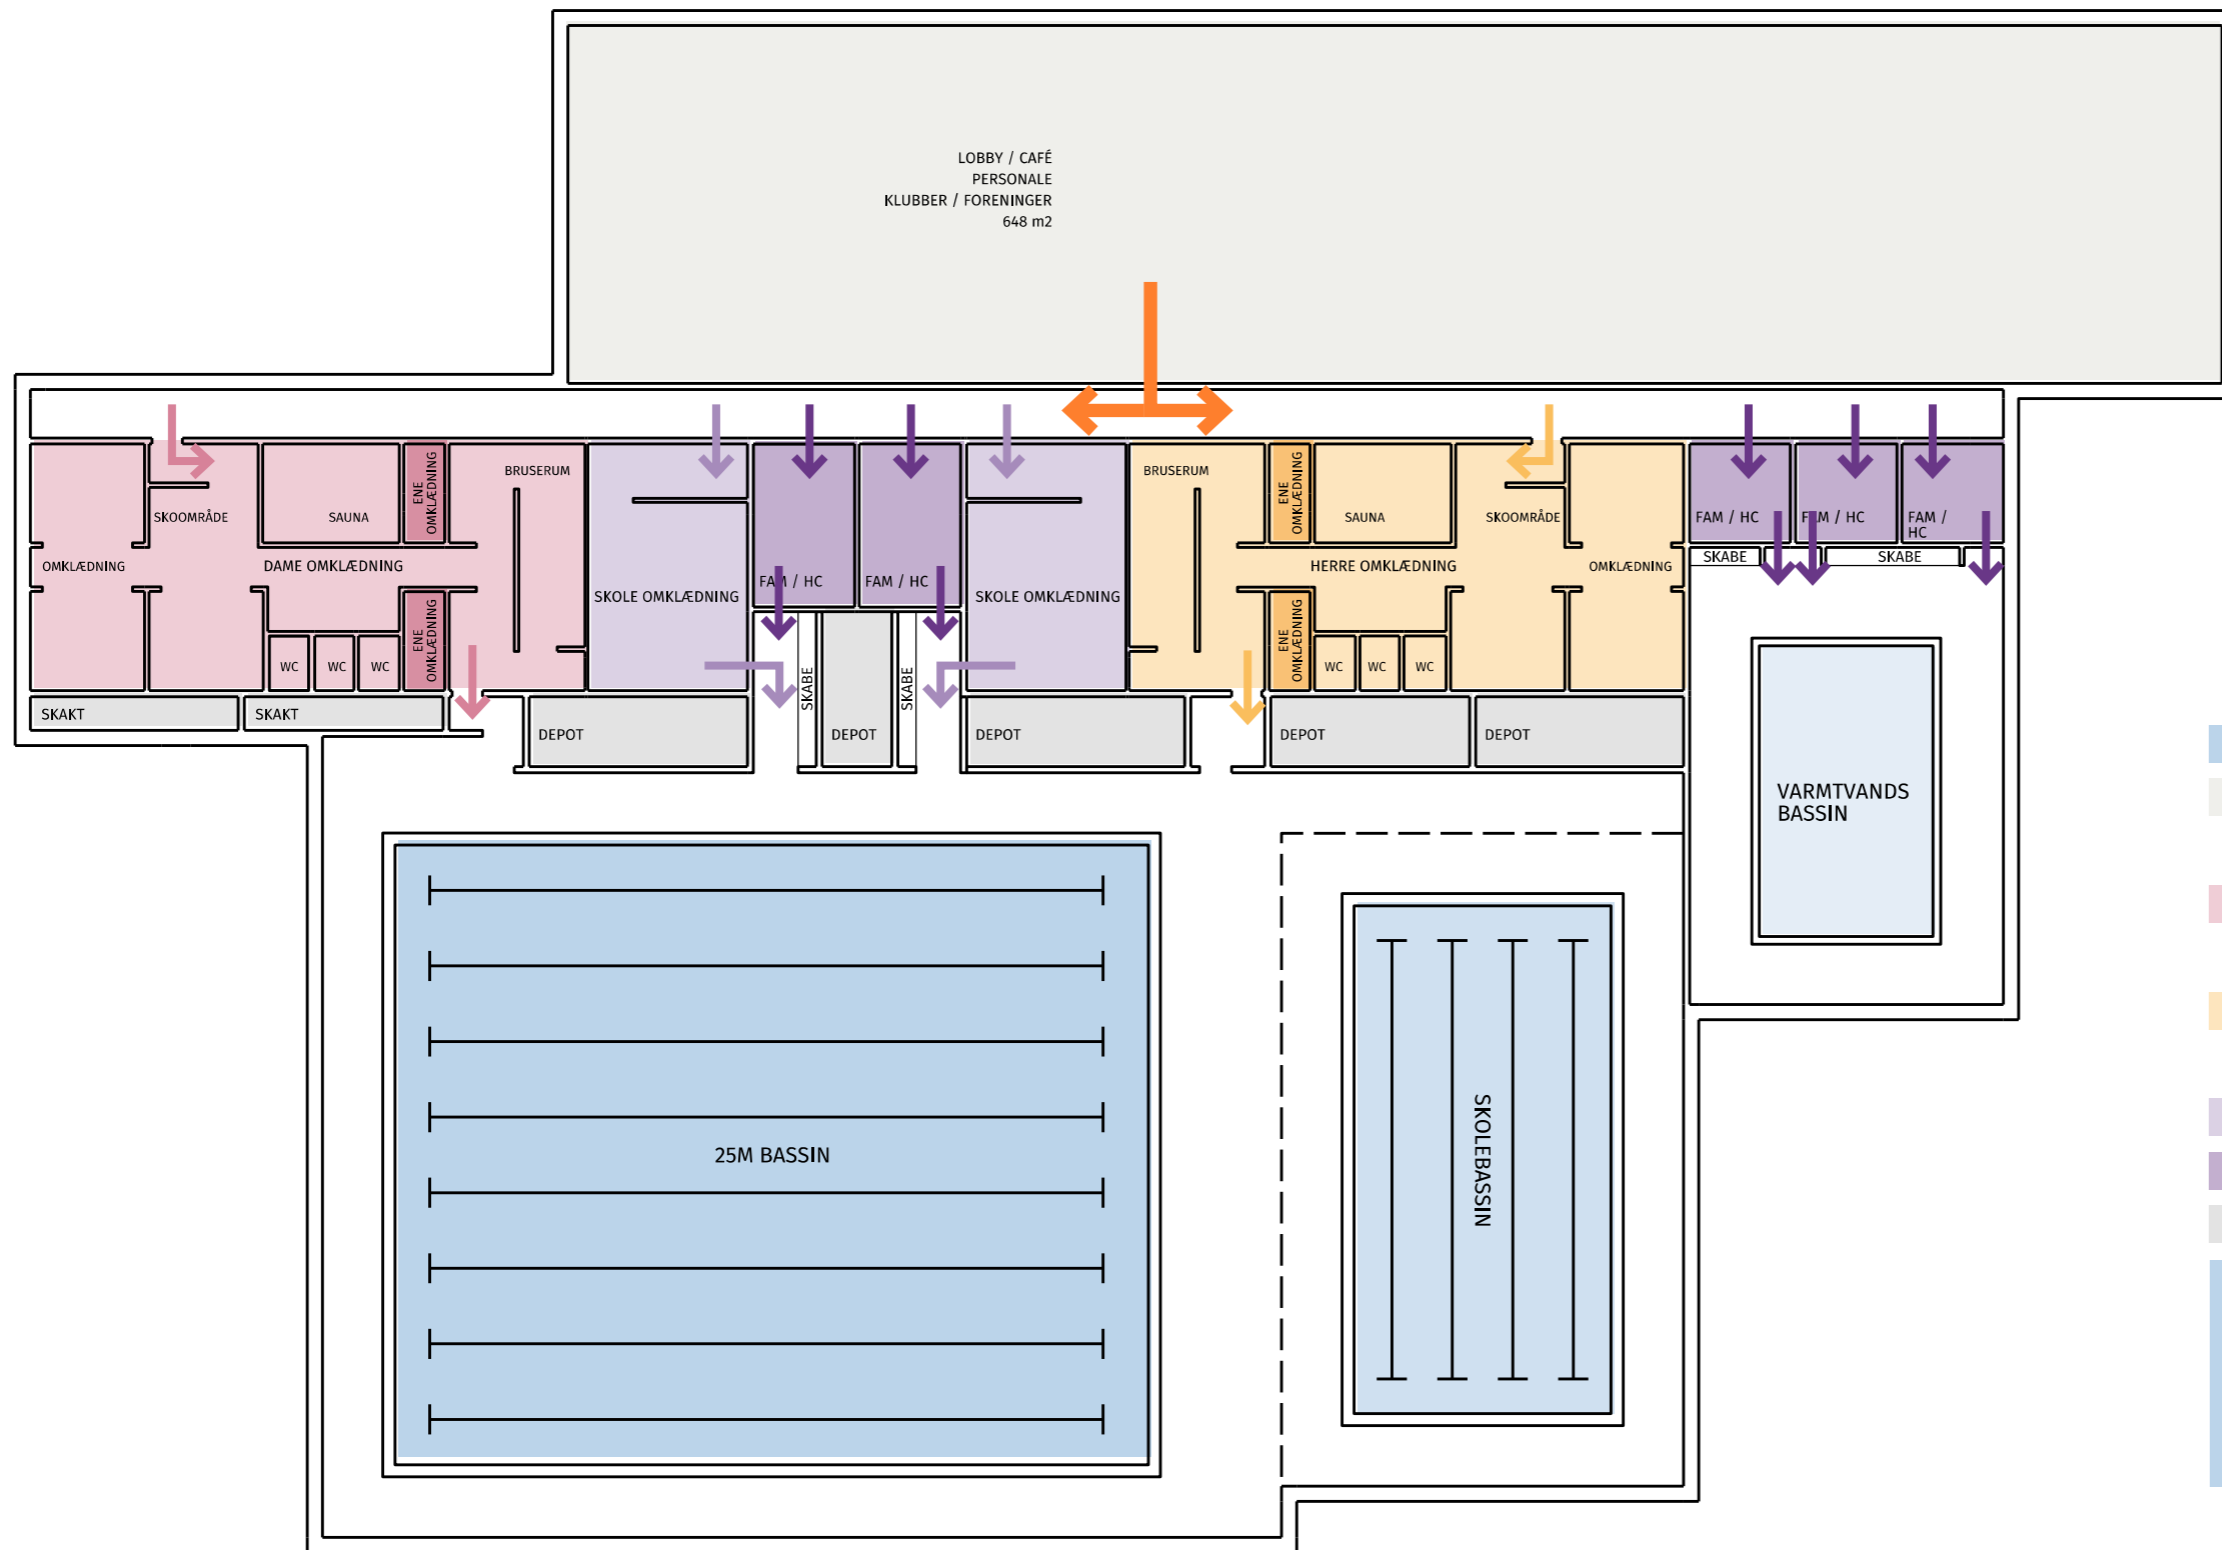 LOBBY / CAFÉ
PERSONALE
KLUBBER / FORENINGER
648 m2
OMKLÆDNING
SKOOMRÅDE
SAUNA
DAME OMKLÆDNING
ENE
OMKLÆDNING
ENE
OMKLÆDNING
WC
WC
WC
BRUSERUM
SKAKT
SKAKT
SKOLE OMKLÆDNING
FAM / HC
FAM / HC
SKOLE OMKLÆDNING
DEPOT
SKABE
DEPOT
SKABE
DEPOT
BRUSERUM
ENE
OMKLÆDNING
ENE
OMKLÆDNING
SAUNA
SKOOMRÅDE
HERRE OMKLÆDNING
OMKLÆDNING
WC
WC
WC
DEPOT
DEPOT
FAM / HC
FAM / HC
FAM /
HC
SKABE
SKABE
VARMTVANDS
BASSIN
25M BASSIN
SKOLEBASSIN